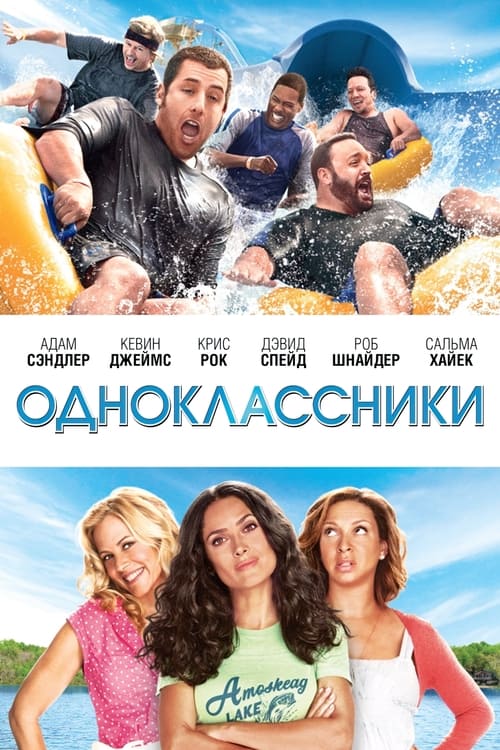 АДАМ СЭНДЛЕР
КЕВИН ДЖЕЙМС
КРИС РОК
ДЭВИД СПЕЙД
РОБ ШНАЙДЕР
САЛЬМА ХАЙЕК
ОДНОКЛАССНИКИ
Amoskeag
LAKE